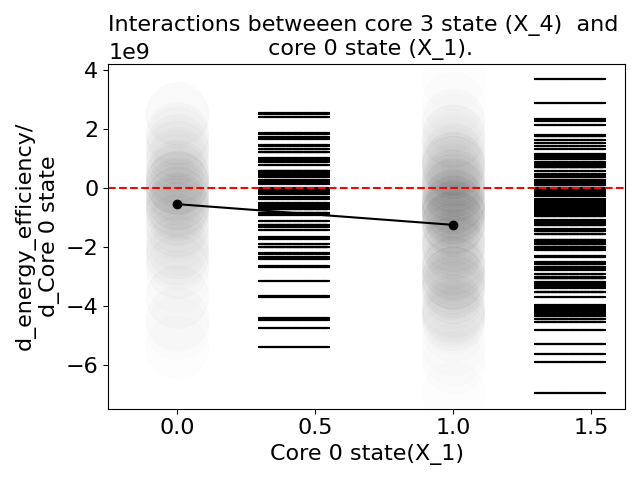 Interactions betweeen core 3 state (X_4)  and
core 0 state (X_1).
1e9
4
2
0
−2
−4
−6
d_energy_efficiency/
d_Core 0 state
0.0 0.5 1.0 1.5
Core 0 state(X_1)